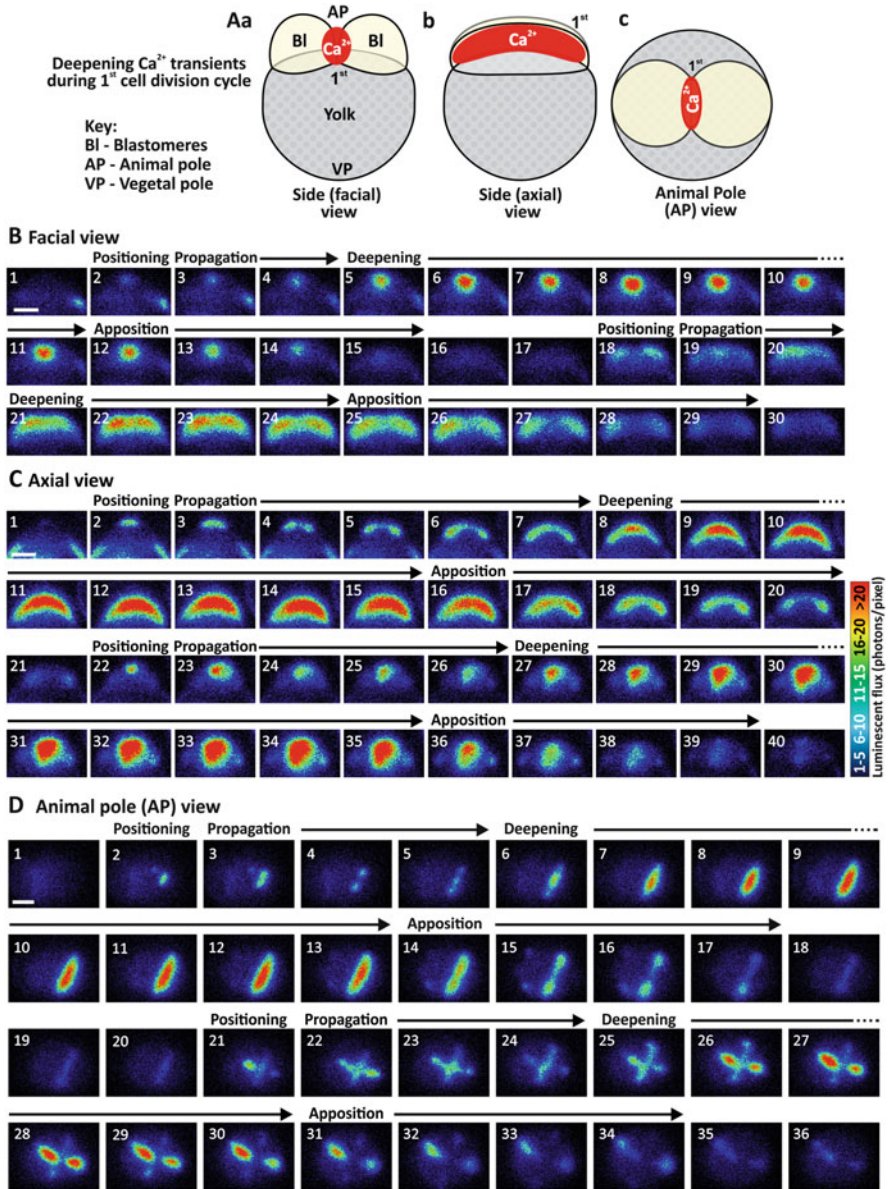 Aa b c
AP 1st
Bl Ca2+ Bl Ca2+ 1st Ca2+
1st
Deepening Ca2+ transients
during 1st cell division cycle
Yolk
Key:
Bl - Blastomeres
AP - Animal pole
VP - Vegetal pole
VP
Side (facial)
view
Side (axial)
view
Animal Pole
(AP) view
B Facial view
Positioning Propagation Deepening
1 2 3 4 5 6 7 8 9 10
Apposition Positioning Propagation
11 12 13 14 15 16 17 18 19 20
Deepening Apposition
21 22 23 24 25 26 27 28 29 30
C Axial view
Positioning Propagation Deepening
1 2 3 4 5 6 7 8 9 10
Apposition
11 12 13 14 15 16 17 18 19 20
Positioning Propagation Deepening
21 22 23 24 25 26 27 28 29 30
Apposition
31 32 33 34 35 36 37 38 39 40
1-5 6-10 11-15 16-20 >20
Luminescent flux (photons/pixel)
D Animal pole (AP) view
Positioning Propagation Deepening
1 2 3 4 5 6 7 8 9
Apposition
10 11 12 13 14 15 16 17 18
Positioning Propagation Deepening
19 20 21 22 23 24 25 26 27
Apposition
28 29 30 31 32 33 34 35 36